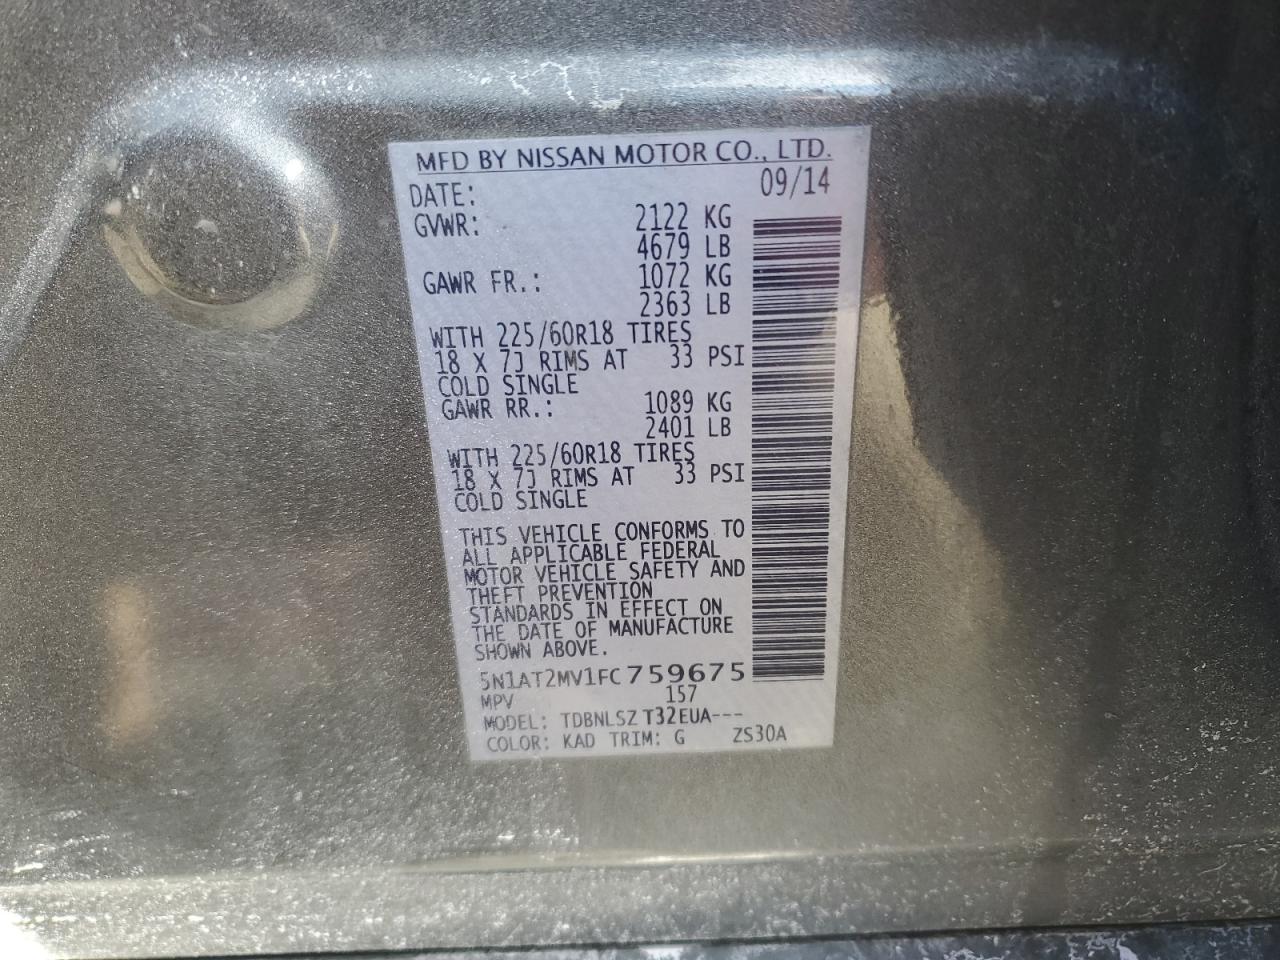 MFD BY NISSAN MOTOR CO., LTD.
DATE: 09/14
GVWR: 2122 KG
4679 LB
GAWR FR.: 1072 KG
2363 LB
WITH 225/60R18 TIRES
18 X 7J RIMS AT 33 PSI
COLD SINGLE
GAWR RR.: 1089 KG
2401 LB
WITH 225/60R18 TIRES
18 X 7J RIMS AT 33 PSI
COLD SINGLE
THIS VEHICLE CONFORMS TO
ALL APPLICABLE FEDERAL
MOTOR VEHICLE SAFETY AND
THEFT PREVENTION
STANDARDS IN EFFECT ON
THE DATE OF MANUFACTURE
SHOWN ABOVE.
5N1AT2MV1FC759675
MPV 157
MODEL: TDBNLSZ T32EUA---
COLOR: KAD TRIM: G ZS30A